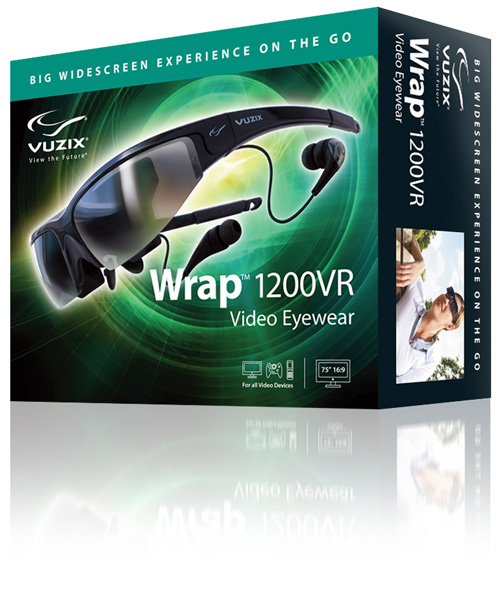 BIG WIDESCREEN EXPERIENCE ON THE GO
VUZIX®
View the Future®
VUZIX
Wrap™ 1200VR
Video Eyewear
For all Video Devices
75" 16:9
BIG WIDESCREEN EXPERIENCE ON THE GO
VUZIX®
View the Future®
Wrap™ 1200VR
Video Eyewear